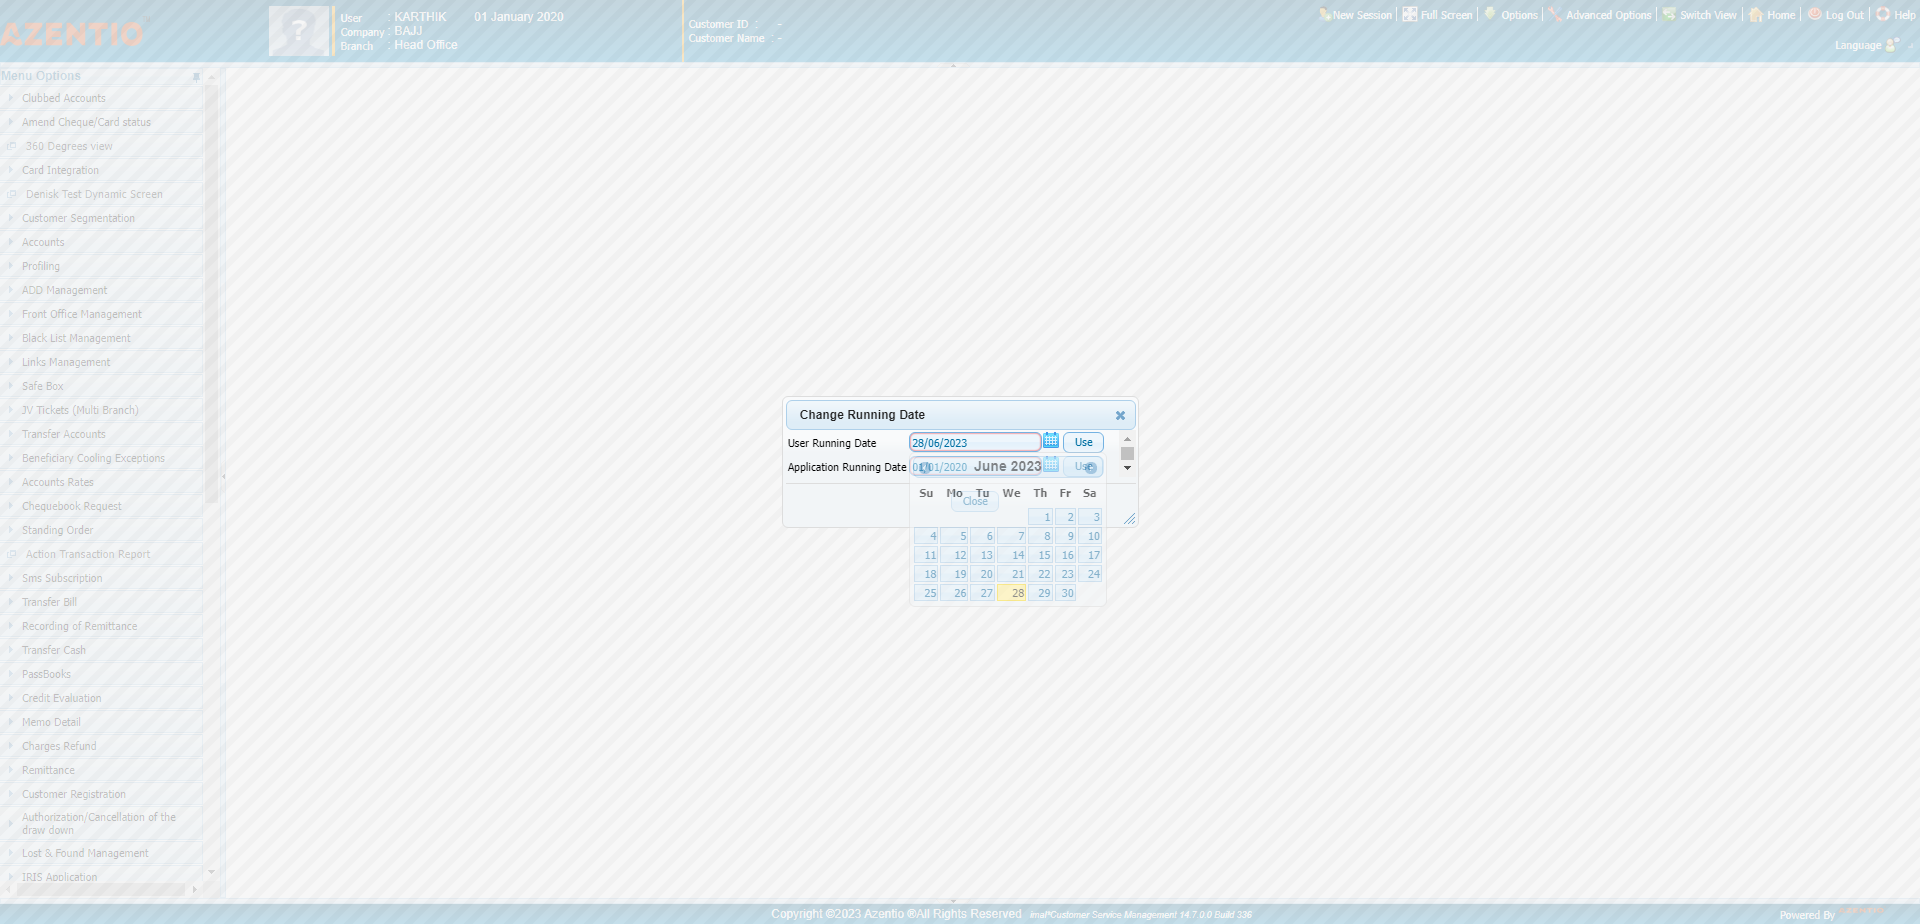 AZENTIO
User : KARTHIK 01 January 2020
Company : BAJJ
Branch : Head Office
Customer ID : -
Customer Name : -
New Session
Full Screen
Options
Advanced Options
Switch View
Home
Log Out
Help
Language
Menu Options
Clubbed Accounts
Amend Cheque/Card status
360 Degrees view
Card Integration
Denisk Test Dynamic Screen
Customer Segmentation
Accounts
Profiling
ADD Management
Front Office Management
Black List Management
Links Management
Safe Box
JV Tickets (Multi Branch)
Transfer Accounts
Beneficiary Cooling Exceptions
Accounts Rates
Chequebook Request
Standing Order
Action Transaction Report
Sms Subscription
Transfer Bill
Recording of Remittance
Transfer Cash
PassBooks
Credit Evaluation
Memo Detail
Charges Refund
Remittance
Customer Registration
Authorization/Cancellation of the
draw down
Lost & Found Management
IRIS Application
Change Running Date
User Running Date 28/06/2023 Use
Application Running Date 01/01/2020 Use
June 2023
Close
Su Mo Tu We Th Fr Sa
1 2 3
4 5 6 7 8 9 10
11 12 13 14 15 16 17
18 19 20 21 22 23 24
25 26 27 28 29 30
Copyright ©2023 Azentio ®All Rights Reserved imal*Customer Service Management 14.7.0.0 Build 336
Powered By